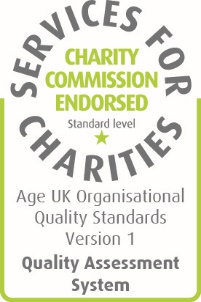 SERVICES FOR
CHARITY
COMMISSION
ENDORSED
Standard level
CHARITIES
Age UK Organisational
Quality Standards
Version 1
Quality Assessment
System